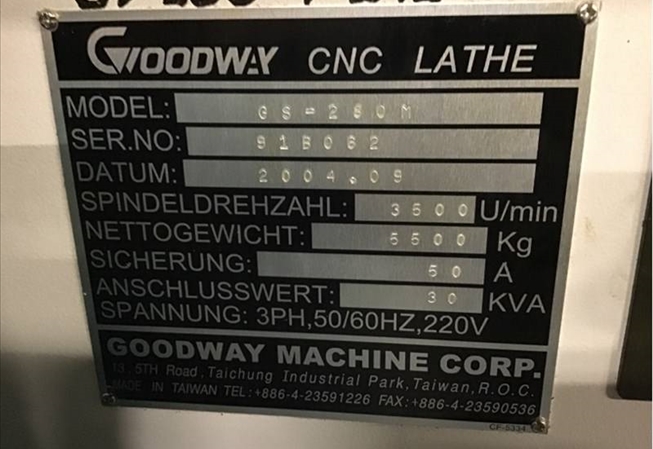 GOODWAY CNC LATHE
MODEL: GS-280M
SER.NO: 91B062
DATUM: 2004.09
SPINDELDREHZAHL: 3500 U/min
NETTOGEWICHT: 5500 Kg
SICHERUNG: 50 A
ANSCHLUSSWERT: 30 KVA
SPANNUNG: 3PH,50/60HZ,220V
GOODWAY MACHINE CORP.
13, 5TH Road, Taichung Industrial Park, Taiwan, R.O.C.
MADE IN TAIWAN TEL:+886-4-23591226 FAX:+886-4-23590536